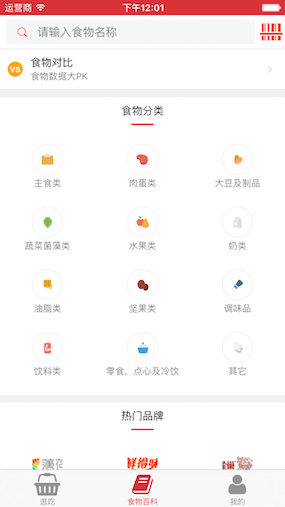 运营商 下午12:01
请输入食物名称
VS 食物对比
食物数据大PK
食物分类
主食类 肉蛋类 大豆及制品
蔬菜菌藻类 水果类 奶类
油脂类 坚果类 调味品
饮料类 零食、点心及冷饮 其它
热门品牌
逛吃 食物百科 我的